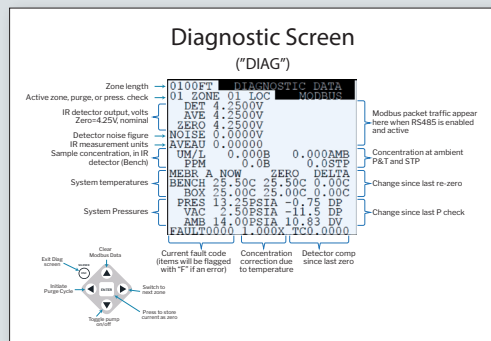 Diagnostic Screen
("DIAG")
Zone length
Active zone, purge, or press. check
IR detector output, volts
Zero=4.25V, nominal
Detector noise figure
IR measurement units
Sample concentration, in IR
detector (Bench)
System temperatures
System Pressures
0100FT DIAGNOSTIC DATA
01 ZONE 01 LOC MODBUS
DET 4.2500V
AVE 4.2500V
ZERO 4.2500V
NOISE 0.0000V
AVEAU 0.00000
UM/L 0.000B 0.000AMB
PPM 0.0B 0.0STP
MEBR A NOW ZERO DELTA
BENCH 25.50C 25.50C 0.00C
BOX 25.00C 25.00C 0.00C
PRES 13.25PSIA -0.75 DP
VAC 2.50PSIA -11.5 DP
AMB 14.00PSIA 10.83 DV
FAULT0000 1.000X TC0.0000
Modbus packet traffic appear
here when RS485 is enabled
and active
Concentration at ambient
P&T and STP
Change since last re-zero
Change since last P check
Current fault code
(items will be flagged
with "F" if an error)
Concentration
correction due
to temperature
Detector comp
since last zero
Clear
Modbus Data
Exit Diag
screen
Initiate
Purge Cycle
ENTER
Switch to
next zone
Press to store
current as zero
Toggle pump
on/off